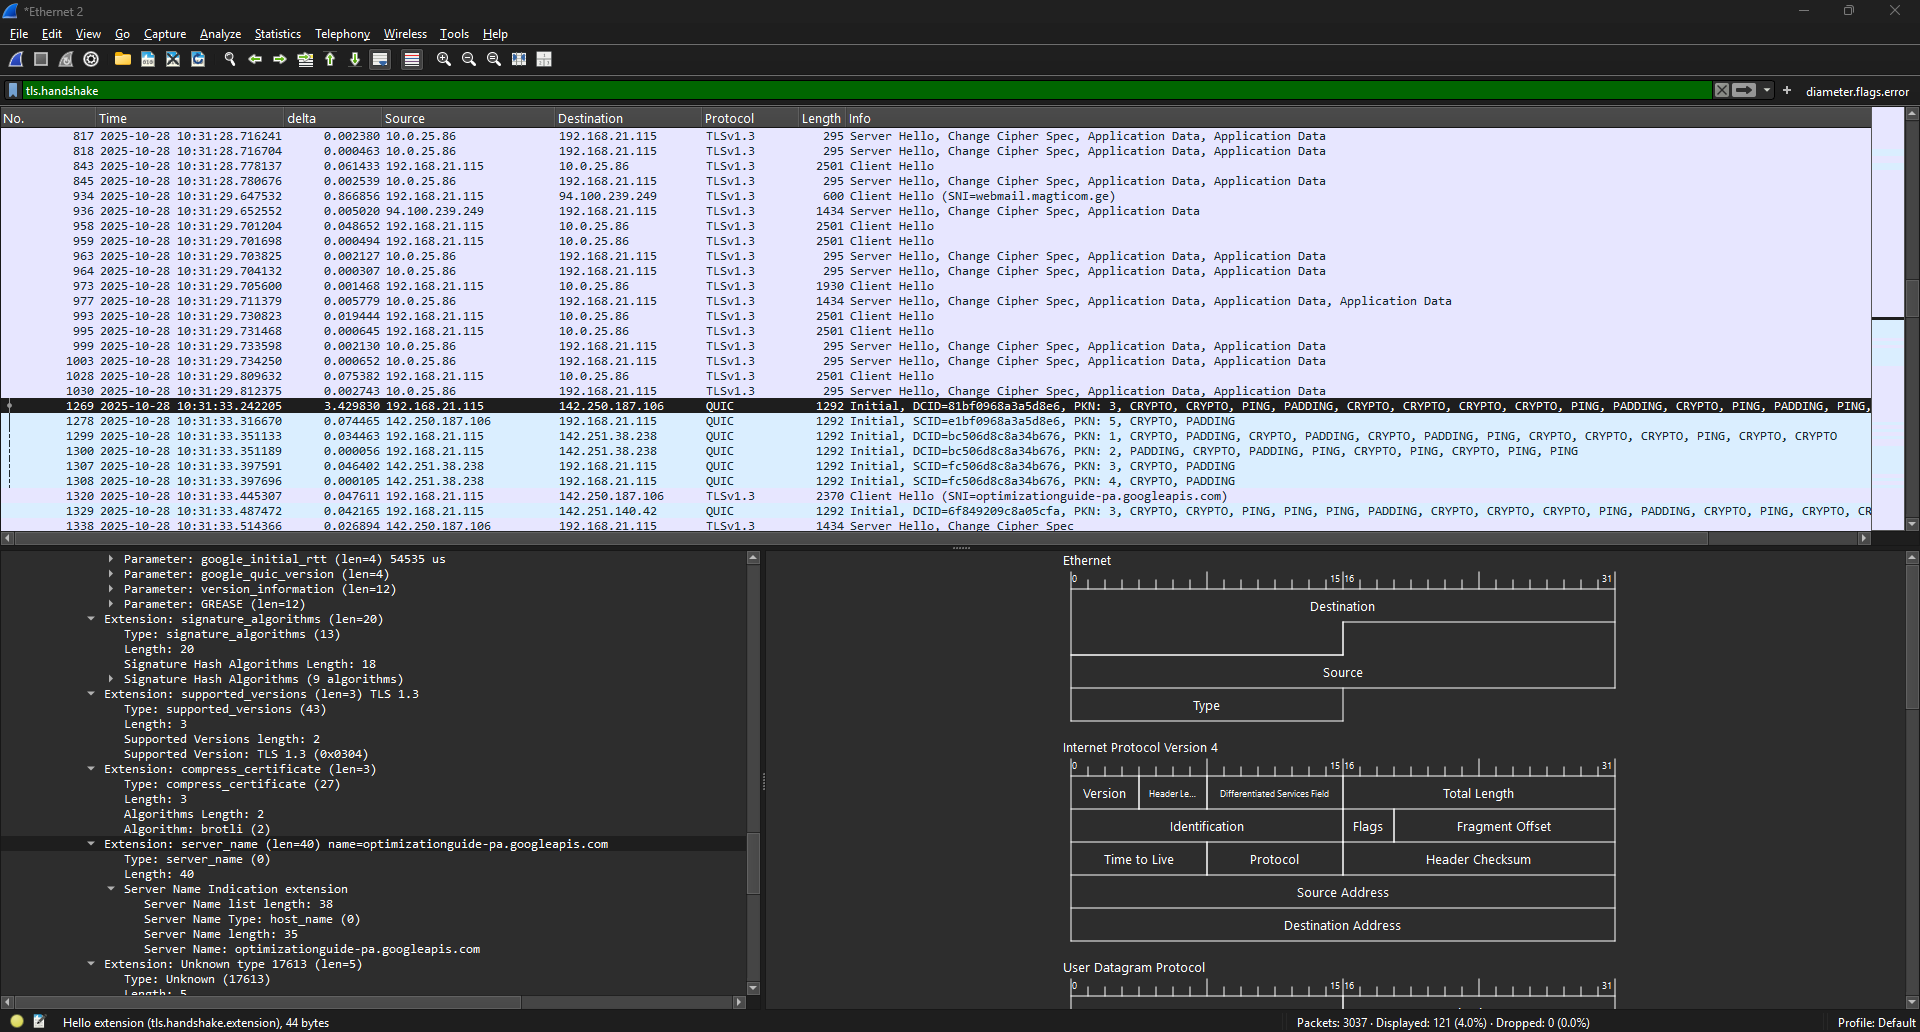 *Ethernet 2
File Edit View Go Capture Analyze Statistics Telephony Wireless Tools Help
tls.handshake
diameter.flags.error
No. Time delta Source Destination Protocol Length Info
817 2025-10-28 10:31:28.716241 0.002380 10.0.25.86 192.168.21.115 TLSv1.3 295 Server Hello, Change Cipher Spec, Application Data, Application Data
818 2025-10-28 10:31:28.716704 0.000463 10.0.25.86 192.168.21.115 TLSv1.3 295 Server Hello, Change Cipher Spec, Application Data, Application Data
843 2025-10-28 10:31:28.778137 0.061433 192.168.21.115 10.0.25.86 TLSv1.3 2501 Client Hello
845 2025-10-28 10:31:28.780676 0.002539 10.0.25.86 192.168.21.115 TLSv1.3 295 Server Hello, Change Cipher Spec, Application Data, Application Data
934 2025-10-28 10:31:29.647532 0.866856 192.168.21.115 94.100.239.249 TLSv1.3 600 Client Hello (SNI=webmail.magticom.ge)
936 2025-10-28 10:31:29.652552 0.005020 94.100.239.249 192.168.21.115 TLSv1.3 1434 Server Hello, Change Cipher Spec, Application Data
958 2025-10-28 10:31:29.701204 0.048652 192.168.21.115 10.0.25.86 TLSv1.3 2501 Client Hello
959 2025-10-28 10:31:29.701698 0.000494 192.168.21.115 10.0.25.86 TLSv1.3 2501 Client Hello
963 2025-10-28 10:31:29.703825 0.002127 10.0.25.86 192.168.21.115 TLSv1.3 295 Server Hello, Change Cipher Spec, Application Data, Application Data
964 2025-10-28 10:31:29.704132 0.000307 10.0.25.86 192.168.21.115 TLSv1.3 295 Server Hello, Change Cipher Spec, Application Data, Application Data
973 2025-10-28 10:31:29.705600 0.001468 192.168.21.115 10.0.25.86 TLSv1.3 1930 Client Hello
977 2025-10-28 10:31:29.711379 0.005779 10.0.25.86 192.168.21.115 TLSv1.3 1434 Server Hello, Change Cipher Spec, Application Data, Application Data, Application Data
993 2025-10-28 10:31:29.730823 0.019444 192.168.21.115 10.0.25.86 TLSv1.3 2501 Client Hello
995 2025-10-28 10:31:29.731468 0.000645 192.168.21.115 10.0.25.86 TLSv1.3 2501 Client Hello
999 2025-10-28 10:31:29.733598 0.002130 10.0.25.86 192.168.21.115 TLSv1.3 295 Server Hello, Change Cipher Spec, Application Data, Application Data
1003 2025-10-28 10:31:29.734250 0.000652 10.0.25.86 192.168.21.115 TLSv1.3 295 Server Hello, Change Cipher Spec, Application Data, Application Data
1028 2025-10-28 10:31:29.809632 0.075382 192.168.21.115 10.0.25.86 TLSv1.3 2501 Client Hello
1030 2025-10-28 10:31:29.812375 0.002743 10.0.25.86 192.168.21.115 TLSv1.3 295 Server Hello, Change Cipher Spec, Application Data, Application Data
1269 2025-10-28 10:31:33.242205 3.429830 192.168.21.115 142.250.187.106 QUIC 1292 Initial, DCID=81bf0968a3a5d8e6, PKN: 3, CRYPTO, CRYPTO, PING, PADDING, CRYPTO, CRYPTO, CRYPTO, CRYPTO, PING, PADDING, CRYPTO, PING, PADDING, PING,
1278 2025-10-28 10:31:33.316670 0.074465 142.250.187.106 192.168.21.115 QUIC 1292 Initial, SCID=e1bf0968a3a5d8e6, PKN: 5, CRYPTO, PADDING
1299 2025-10-28 10:31:33.351133 0.034463 192.168.21.115 142.251.38.238 QUIC 1292 Initial, DCID=bc506d8c8a34b676, PKN: 1, CRYPTO, PADDING, CRYPTO, PADDING, CRYPTO, PADDING, PING, CRYPTO, CRYPTO, CRYPTO, PING, CRYPTO, CRYPTO
1300 2025-10-28 10:31:33.351189 0.000056 192.168.21.115 142.251.38.238 QUIC 1292 Initial, DCID=bc506d8c8a34b676, PKN: 2, PADDING, CRYPTO, PADDING, PING, CRYPTO, PING, CRYPTO, PING, PING
1307 2025-10-28 10:31:33.397591 0.046402 142.251.38.238 192.168.21.115 QUIC 1292 Initial, SCID=fc506d8c8a34b676, PKN: 3, CRYPTO, PADDING
1308 2025-10-28 10:31:33.397696 0.000105 142.251.38.238 192.168.21.115 QUIC 1292 Initial, SCID=fc506d8c8a34b676, PKN: 4, CRYPTO, PADDING
1320 2025-10-28 10:31:33.445307 0.047611 192.168.21.115 142.250.187.106 TLSv1.3 2370 Client Hello (SNI=optimizationguide-pa.googleapis.com)
1329 2025-10-28 10:31:33.487472 0.042165 192.168.21.115 142.251.140.42 QUIC 1292 Initial, DCID=6f849209c8a05cfa, PKN: 3, CRYPTO, PING, PING, PING, PADDING, CRYPTO, CRYPTO, CRYPTO, PING, PADDING, CRYPTO, PING, CRYPTO, CR
1338 2025-10-28 10:31:33.514366 0.026894 142.250.187.106 192.168.21.115 TLSv1.3 1434 Server Hello, Change Cipher Spec
Parameter: google_initial_rtt (len=4) 54535 us
Parameter: google_quic_version (len=4)
Parameter: version_information (len=12)
Parameter: GREASE (len=12)
Extension: signature_algorithms (len=20)
Type: signature_algorithms (13)
Length: 20
Signature Hash Algorithms Length: 18
Signature Hash Algorithms (9 algorithms)
Extension: supported_versions (len=3) TLS 1.3
Type: supported_versions (43)
Length: 3
Supported Versions length: 2
Supported Version: TLS 1.3 (0x0304)
Extension: compress_certificate (len=3)
Type: compress_certificate (27)
Length: 3
Algorithms Length: 2
Algorithm: brotli (2)
Extension: server_name (len=40) name=optimizationguide-pa.googleapis.com
Type: server_name (0)
Length: 40
Server Name Indication extension
Server Name list length: 38
Server Name Type: host_name (0)
Server Name length: 35
Server Name: optimizationguide-pa.googleapis.com
Extension: Unknown type 17613 (len=5)
Type: Unknown (17613)
Length: 5
Ethernet
0 15 16 31
Destination
Source
Type
Internet Protocol Version 4
0 15 16 31
Version Header Le... Differentiated Services Field Total Length
Identification Flags Fragment Offset
Time to Live Protocol Header Checksum
Source Address
Destination Address
User Datagram Protocol
0 15 16 31
Hello extension (tls.handshake.extension), 44 bytes
Packets: 3037 · Displayed: 121 (4.0%) · Dropped: 0 (0.0%)
Profile: Default